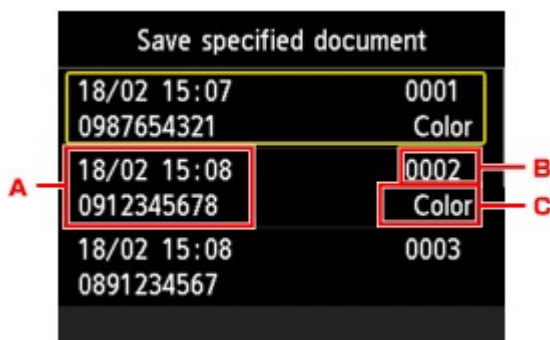 Save specified document
18/02 15:07 0001
0987654321 Color
18/02 15:08 0002 B
A
0912345678 Color C
18/02 15:08 0003
0891234567